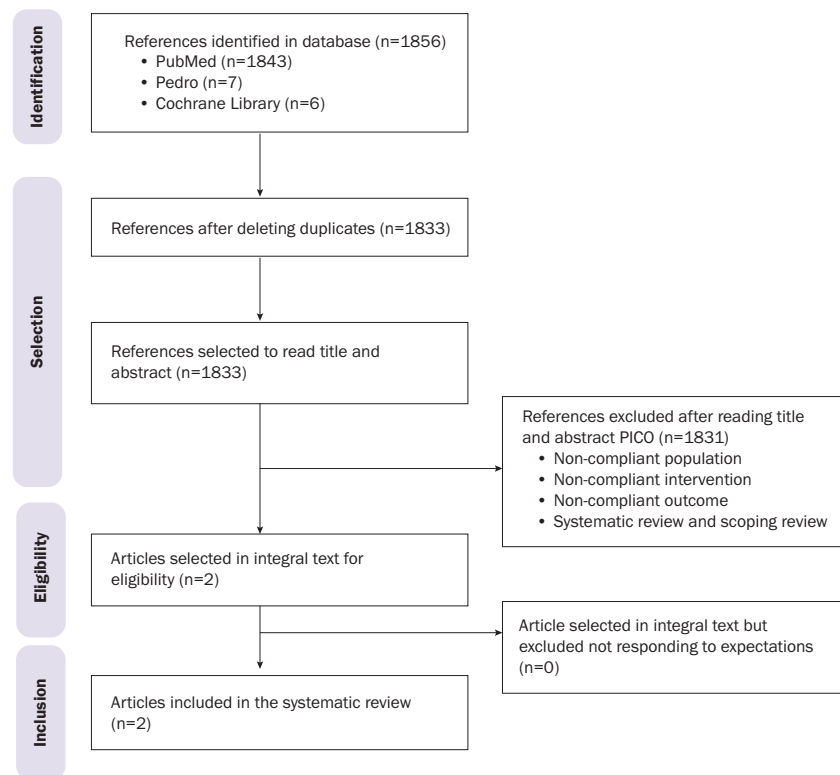 Identification
References identified in database (n=1856)
• PubMed (n=1843)
• Pedro (n=7)
• Cochrane Library (n=6)
Selection
References after deleting duplicates (n=1833)
References selected to read title and
abstract (n=1833)
References excluded after reading title
and abstract PICO (n=1831)
• Non-compliant population
• Non-compliant intervention
• Non-compliant outcome
• Systematic review and scoping review
Eligibility
Articles selected in integral text for
eligibility (n=2)
Article selected in integral text but
excluded not responding to expectations
(n=0)
Inclusion
Articles included in the systematic review
(n=2)